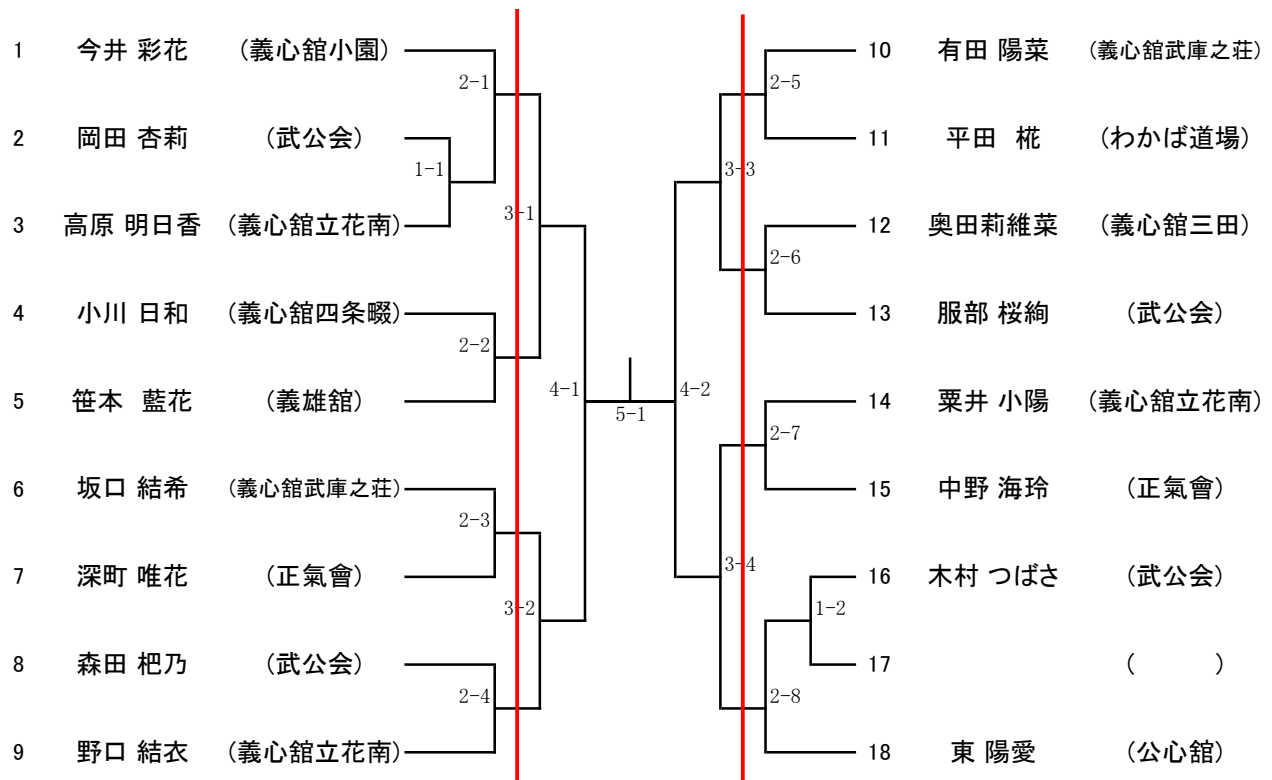 1 今井 彩花 (義心舘小園)
2-1
2 岡田 杏莉 (武公会)
1-1
3 高原 明日香 (義心舘立花南)
3-1
4 小川 日和 (義心舘四条畷)
2-2
5 笹本 藍花 (義雄舘)
4-1
6 坂口 結希 (義心舘武庫之荘)
2-3
7 深町 唯花 (正氣會)
3-2
8 森田 杷乃 (武公会)
2-4
9 野口 結衣 (義心舘立花南)
5-1
10 有田 陽菜 (義心舘武庫之荘)
2-5
11 平田 椛 (わかば道場)
3-3
12 奥田莉維菜 (義心舘三田)
2-6
13 服部 桜絢 (武公会)
4-2
14 粟井 小陽 (義心舘立花南)
2-7
15 中野 海玲 (正氣會)
3-4
16 木村 つばさ (武公会)
1-2
17 ( )
2-8
18 東 陽愛 (公心舘)